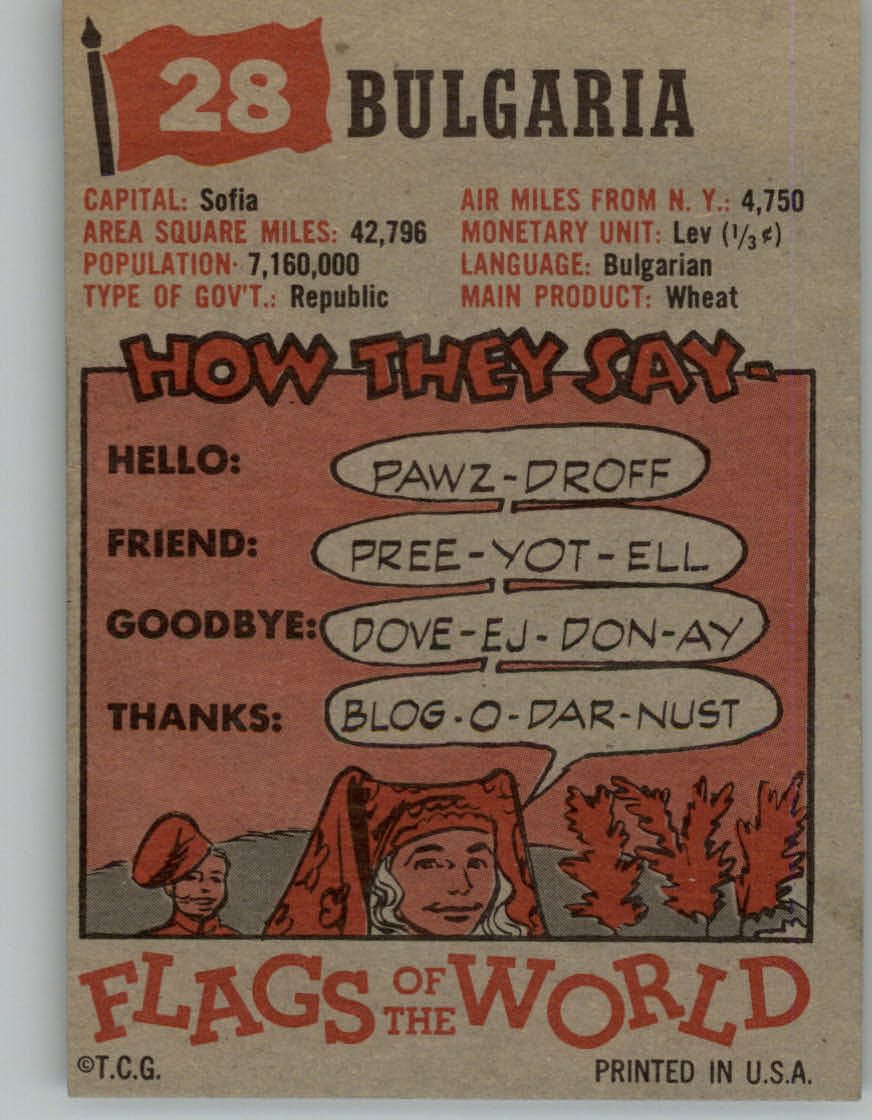 28 BULGARIA
CAPITAL: Sofia
AREA SQUARE MILES: 42,796
POPULATION· 7,160,000
TYPE OF GOV'T.: Republic
AIR MILES FROM N. Y.: 4,750
MONETARY UNIT: Lev (1/3¢)
LANGUAGE: Bulgarian
MAIN PRODUCT: Wheat
HOW THEY SAY-
HELLO: PAWZ-DROFF
FRIEND: PREE-YOT-ELL
GOODBYE: DOVE-EJ-DON-AY
THANKS: BLOG-O-DAR-NUST
FLAGS OF THE WORLD
©T.C.G. PRINTED IN U.S.A.